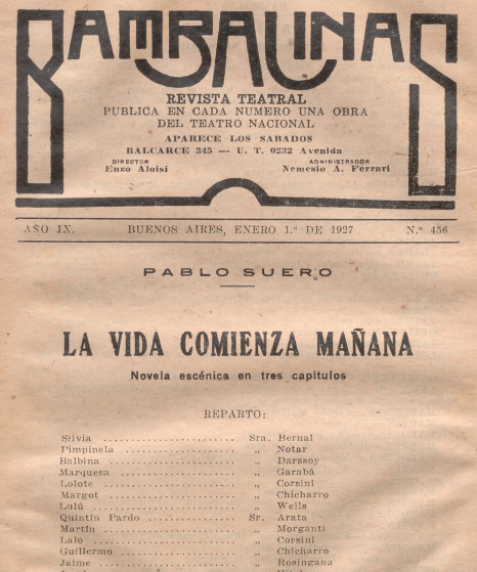 BAMBALINAS
REVISTA TEATRAL
PUBLICA EN CADA NUMERO UNA OBRA
DEL TEATRO NACIONAL
APARECE LOS SABADOS
BALCARCE 345 — U. T. 0232 Avenida
DIRECTOR ADMINISTRADOR
Enzo Aloisi Nemesio A. Ferrari
AÑO IX. BUENOS AIRES, ENERO 1.º DE 1927 N.º 456
PABLO SUERO
LA VIDA COMIENZA MAÑANA
Novela escénica en tres capítulos
REPARTO:
Silvia ........................ Sra. Bernal
Pimpinela ..................... „ Notar
Balbina ....................... „ Darssoy
Marquesa ...................... „ Garabá
Lolote ........................ „ Corsini
Margot ........................ „ Chicharro
Lulú .......................... „ Wells
Quintín Pardo ................. Sr. Arata
Martín ........................ „ Morganti
Lalo .......................... „ Corsini
Guillermo ..................... „ Chicharro
Jaime ......................... „ Rosingana